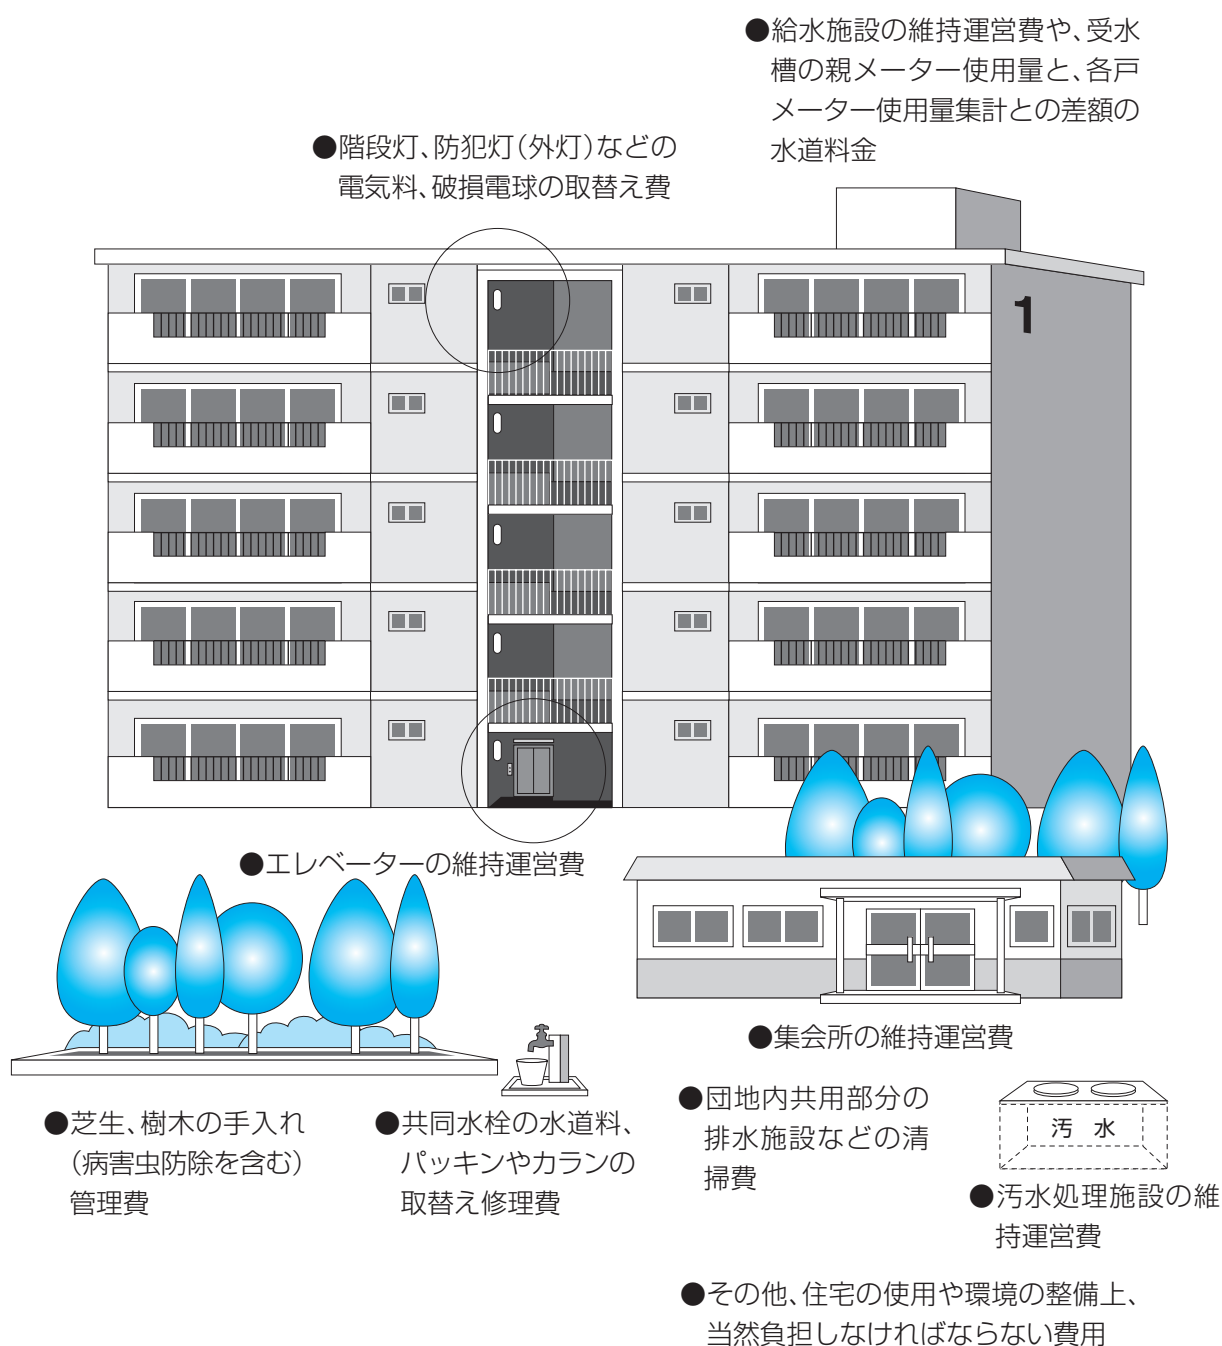 ●給水施設の維持運営費や、受水
槽の親メーター使用量と、各戸
メーター使用量集計との差額の
水道料金
●階段灯、防犯灯（外灯）などの
電気料、破損電球の取替え費
1
●エレベーターの維持運営費
●集会所の維持運営費
●芝生、樹木の手入れ
（病害虫防除を含む）
管理費
●共同水栓の水道料、
パッキンやカランの
取替え修理費
●団地内共用部分の
排水施設などの清
掃費
汚 水
●汚水処理施設の維
持運営費
●その他、住宅の使用や環境の整備上、
当然負担しなければならない費用